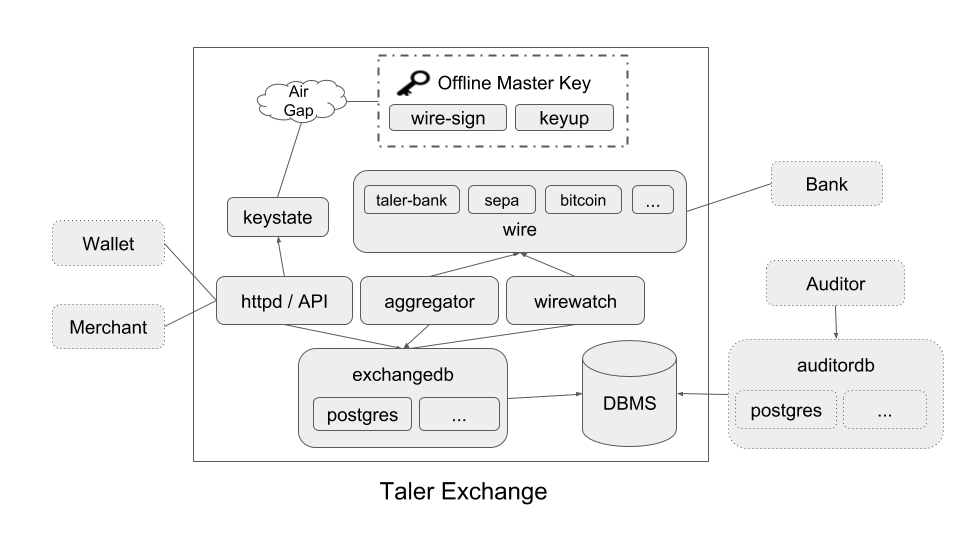 Air
Gap
Offline Master Key
wire-sign
keyup
keystate
taler-bank
sepa
bitcoin
...
wire
Bank
Wallet
Merchant
httpd / API
aggregator
wirewatch
Auditor
exchangedb
postgres
...
DBMS
auditordb
postgres
...
Taler Exchange